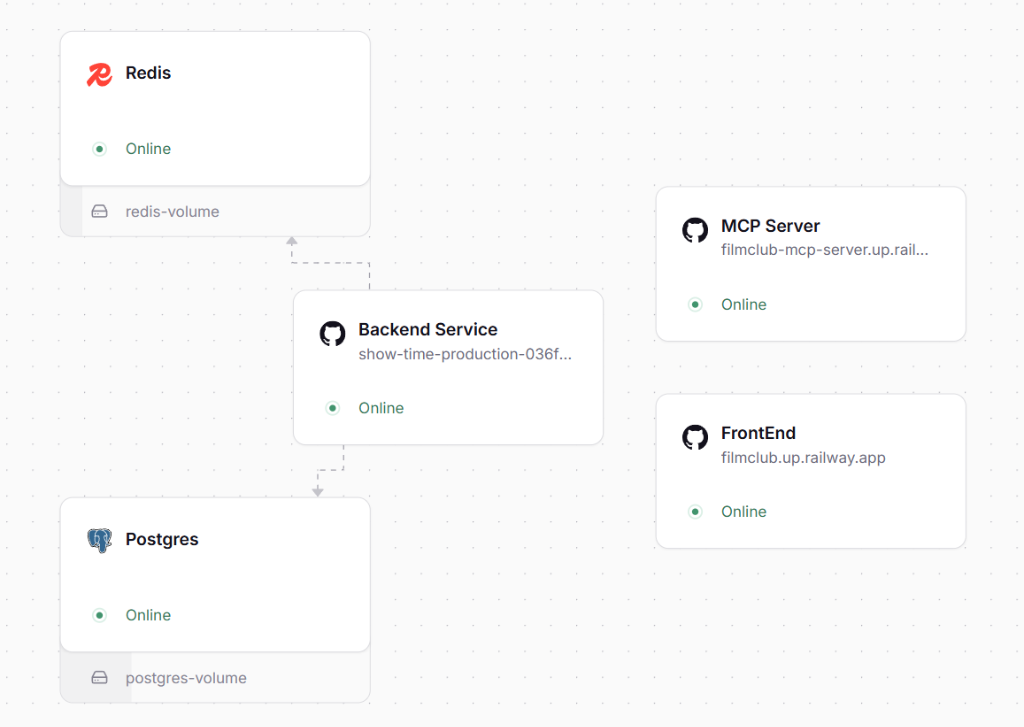 Redis
Online
redis-volume
MCP Server
filmclub-mcp-server.up.rail...
Online
Backend Service
show-time-production-036f...
Online
FrontEnd
filmclub.up.railway.app
Online
Postgres
Online
postgres-volume